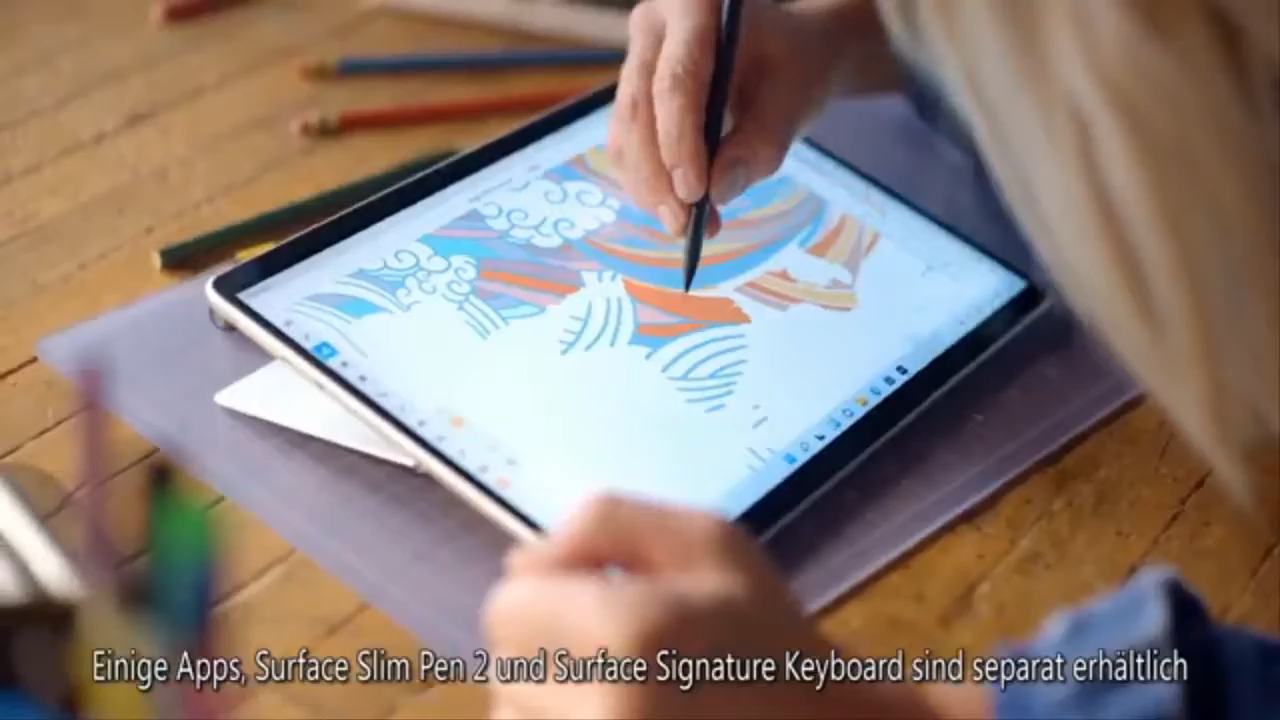 Einige Apps, Surface Slim Pen 2 und Surface Signature Keyboard sind separat erhältlich